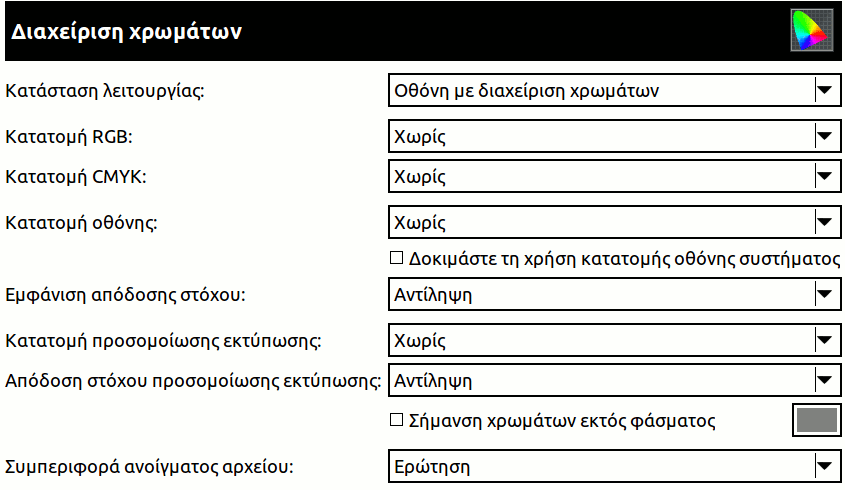 Διαχείριση χρωμάτων
Κατάσταση λειτουργίας: Οθόνη με διαχείριση χρωμάτων
Κατατομή RGB: Χωρίς
Κατατομή CMYK: Χωρίς
Κατατομή οθόνης: Χωρίς
Δοκιμάστε τη χρήση κατατομής οθόνης συστήματος
Εμφάνιση απόδοσης στόχου: Αντίληψη
Κατατομή προσομοίωσης εκτύπωσης: Χωρίς
Απόδοση στόχου προσομοίωσης εκτύπωσης: Αντίληψη
Σήμανση χρωμάτων εκτός φάσματος
Συμπεριφορά ανοίγματος αρχείου: Ερώτηση